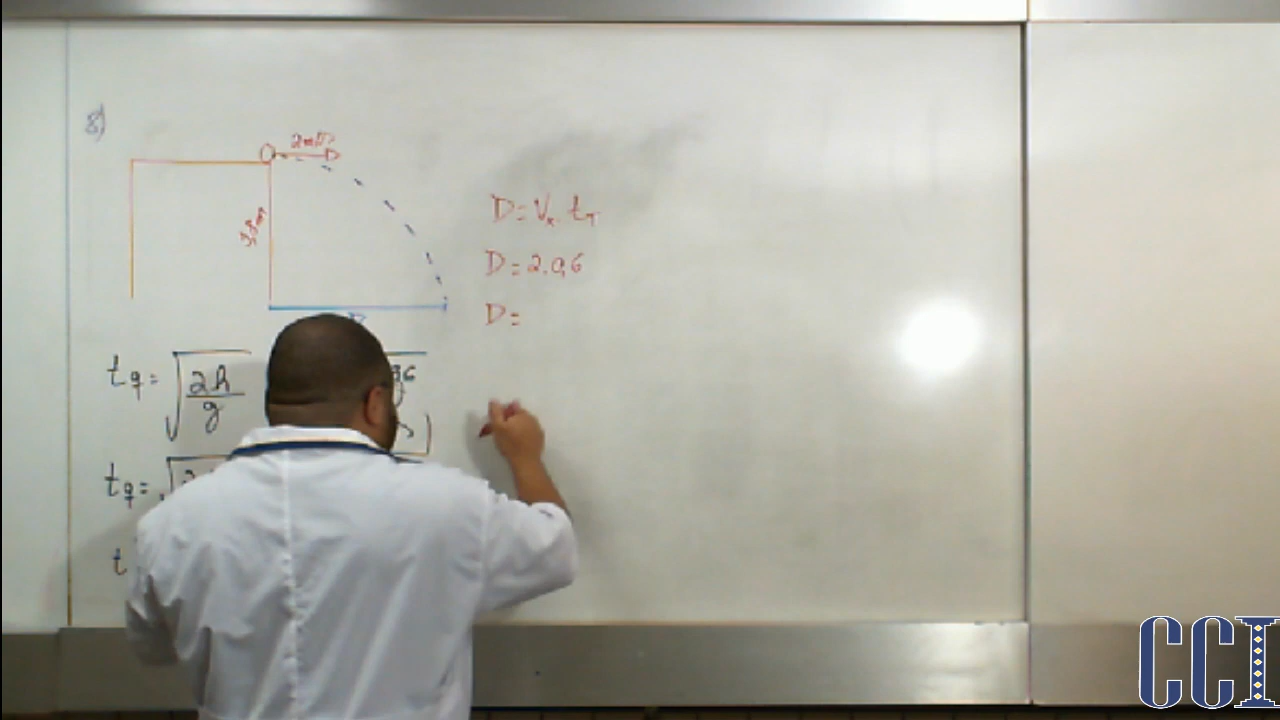 8)
2m/s
D = Vx . tT
D = 2.0,6
D =
D
tq = √2h/g
tq =
t
CCI